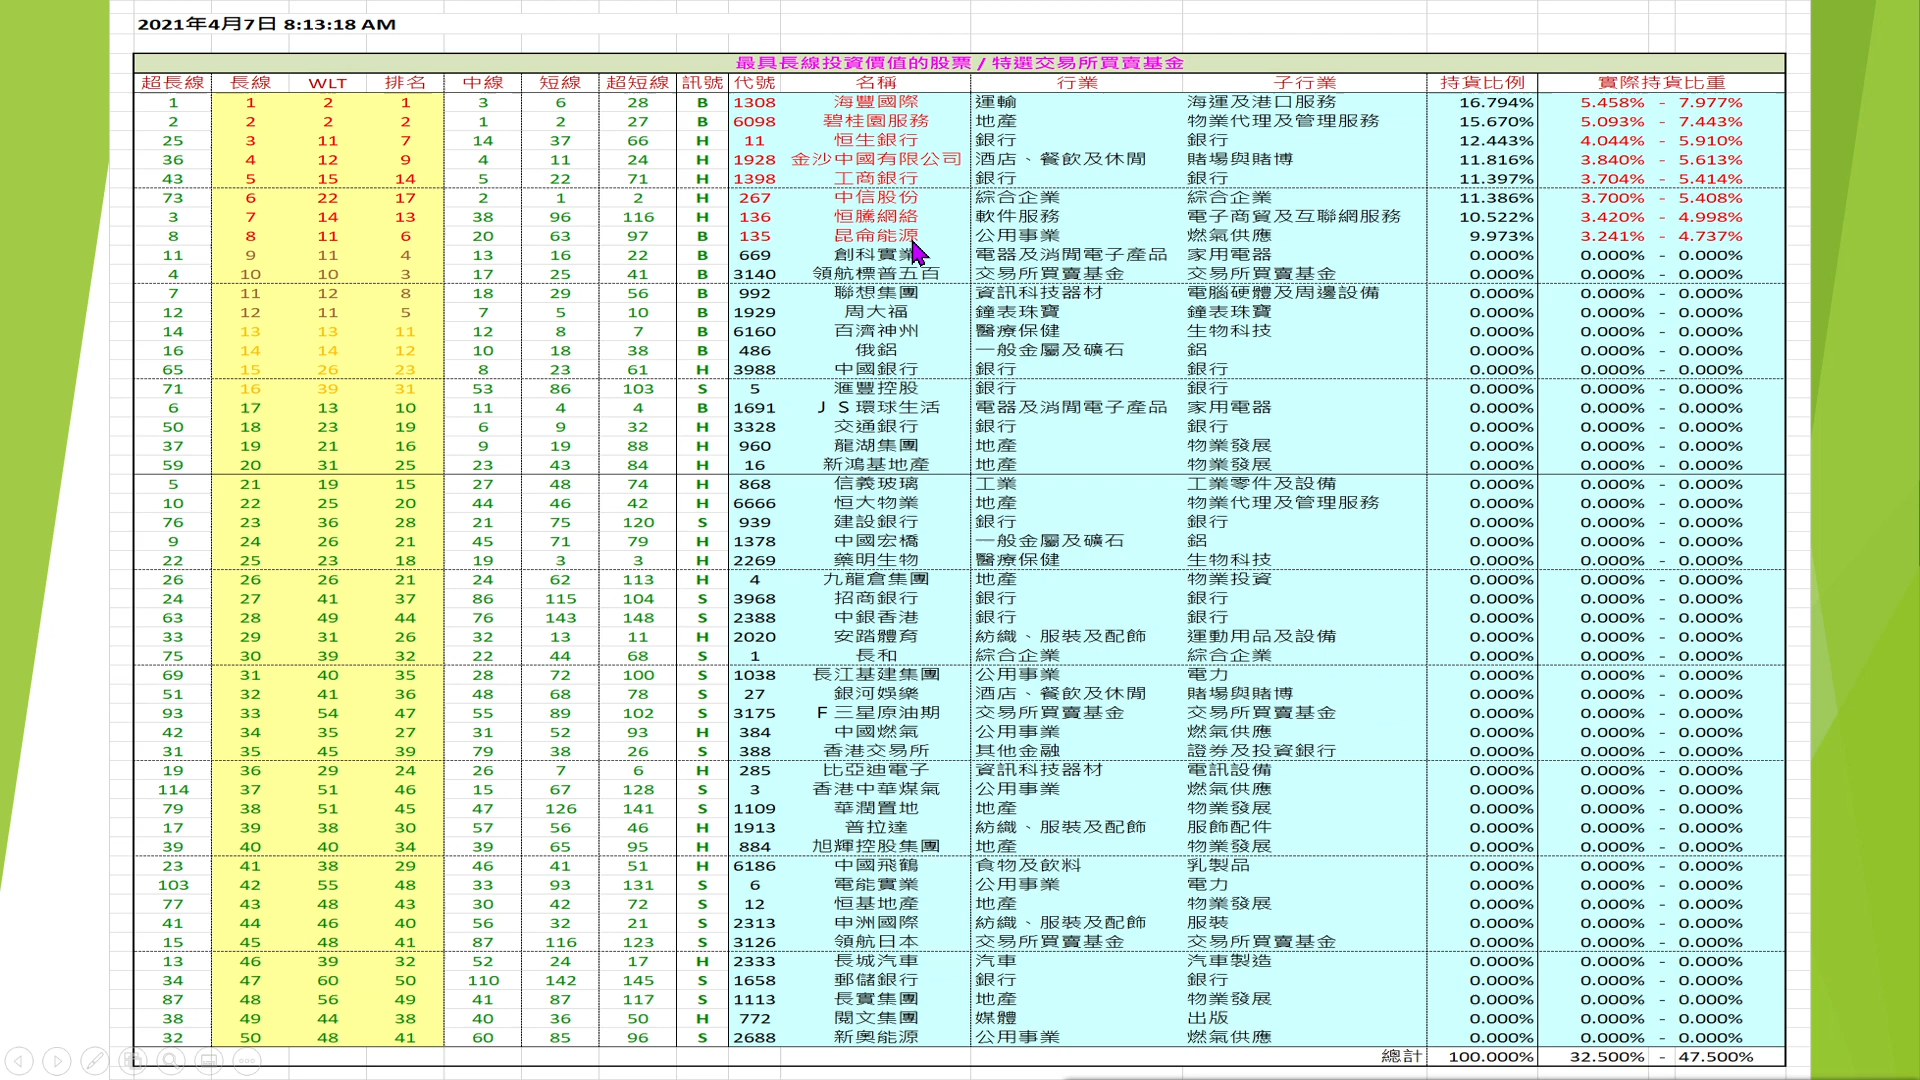 2021年4月7日 8:13:18 AM
最具長線投資價值的股票 / 特選交易所買賣基金
超長線 長線 WLT 排名 中線 短線 超短線 訊號 代號 名稱 行業 子行業 持貨比例 實際持貨比重
1 1 2 1 3 6 28 B 1308 海豐國際 運輸 海運及港口服務 16.794% 5.458% - 7.977%
2 2 2 2 1 2 27 B 6098 碧桂園服務 地產 物業代理及管理服務 15.670% 5.093% - 7.443%
25 3 11 7 14 37 66 H 11 恒生銀行 銀行 銀行 12.443% 4.044% - 5.910%
36 4 12 9 4 11 24 H 1928 金沙中國有限公司 酒店、餐飲及休閒 賭場與賭博 11.816% 3.840% - 5.613%
43 5 15 14 5 22 71 H 1398 工商銀行 銀行 銀行 11.397% 3.704% - 5.414%
73 6 22 17 2 1 2 H 267 中信股份 綜合企業 綜合企業 11.386% 3.700% - 5.408%
3 7 14 13 38 96 116 H 136 恒騰網絡 軟件服務 電子商貿及互聯網服務 10.522% 3.420% - 4.998%
8 8 11 6 20 63 97 B 135 昆侖能源 公用事業 燃氣供應 9.973% 3.241% - 4.737%
11 9 11 4 13 16 22 B 669 創科實業 電器及消閒電子產品 家用電器 0.000% 0.000% - 0.000%
4 10 10 3 17 25 41 B 3140 領航標普五百 交易所買賣基金 交易所買賣基金 0.000% 0.000% - 0.000%
7 11 12 8 18 29 56 B 992 聯想集團 資訊科技器材 電腦硬體及周邊設備 0.000% 0.000% - 0.000%
12 12 11 5 7 5 10 B 1929 周大福 鐘表珠寶 鐘表珠寶 0.000% 0.000% - 0.000%
14 13 13 11 12 8 7 B 6160 百濟神州 醫療保健 生物科技 0.000% 0.000% - 0.000%
16 14 14 12 10 18 38 B 486 俄鋁 一般金屬及礦石 鋁 0.000% 0.000% - 0.000%
65 15 26 23 8 23 61 H 3988 中國銀行 銀行 銀行 0.000% 0.000% - 0.000%
71 16 39 31 53 86 103 S 5 滙豐控股 銀行 銀行 0.000% 0.000% - 0.000%
6 17 13 10 11 4 4 B 1691 ＪＳ環球生活 電器及消閒電子產品 家用電器 0.000% 0.000% - 0.000%
50 18 23 19 6 9 32 H 3328 交通銀行 銀行 銀行 0.000% 0.000% - 0.000%
37 19 21 16 9 19 88 H 960 龍湖集團 地產 物業發展 0.000% 0.000% - 0.000%
59 20 31 25 23 43 84 H 16 新鴻基地產 地產 物業發展 0.000% 0.000% - 0.000%
5 21 19 15 27 48 74 H 868 信義玻璃 工業 工業零件及設備 0.000% 0.000% - 0.000%
10 22 25 20 44 46 42 H 6666 恒大物業 地產 物業代理及管理服務 0.000% 0.000% - 0.000%
76 23 36 28 21 75 120 S 939 建設銀行 銀行 銀行 0.000% 0.000% - 0.000%
9 24 26 21 45 71 79 H 1378 中國宏橋 一般金屬及礦石 鋁 0.000% 0.000% - 0.000%
22 25 23 18 19 3 3 H 2269 藥明生物 醫療保健 生物科技 0.000% 0.000% - 0.000%
26 26 26 21 24 62 113 H 4 九龍倉集團 地產 物業投資 0.000% 0.000% - 0.000%
24 27 41 37 86 115 104 S 3968 招商銀行 銀行 銀行 0.000% 0.000% - 0.000%
63 28 49 44 76 143 148 S 2388 中銀香港 銀行 銀行 0.000% 0.000% - 0.000%
33 29 31 26 32 13 11 H 2020 安踏體育 紡織、服裝及配飾 運動用品及設備 0.000% 0.000% - 0.000%
75 30 39 32 22 44 68 S 1 長和 綜合企業 綜合企業 0.000% 0.000% - 0.000%
69 31 40 35 28 72 100 S 1038 長江基建集團 公用事業 電力 0.000% 0.000% - 0.000%
51 32 41 36 48 68 78 S 27 銀河娛樂 酒店、餐飲及休閒 賭場與賭博 0.000% 0.000% - 0.000%
93 33 54 47 55 89 102 S 3175 Ｆ三星原油期 交易所買賣基金 交易所買賣基金 0.000% 0.000% - 0.000%
42 34 35 27 31 52 93 H 384 中國燃氣 公用事業 燃氣供應 0.000% 0.000% - 0.000%
31 35 45 39 79 38 26 S 388 香港交易所 其他金融 證券及投資銀行 0.000% 0.000% - 0.000%
19 36 29 24 26 7 6 H 285 比亞迪電子 資訊科技器材 電訊設備 0.000% 0.000% - 0.000%
114 37 51 46 15 67 128 S 3 香港中華煤氣 公用事業 燃氣供應 0.000% 0.000% - 0.000%
79 38 51 45 47 126 141 S 1109 華潤置地 地產 物業發展 0.000% 0.000% - 0.000%
17 39 38 30 57 56 46 H 1913 普拉達 紡織、服裝及配飾 服飾配件 0.000% 0.000% - 0.000%
39 40 40 34 39 65 95 H 884 旭輝控股集團 地產 物業發展 0.000% 0.000% - 0.000%
23 41 38 29 46 41 51 H 6186 中國飛鶴 食物及飲料 乳製品 0.000% 0.000% - 0.000%
103 42 55 48 33 93 131 S 6 電能實業 公用事業 電力 0.000% 0.000% - 0.000%
77 43 48 43 30 42 72 S 12 恒基地產 地產 物業發展 0.000% 0.000% - 0.000%
41 44 46 40 56 32 21 S 2313 申洲國際 紡織、服裝及配飾 服裝 0.000% 0.000% - 0.000%
15 45 48 41 87 116 123 S 3126 領航日本 交易所買賣基金 交易所買賣基金 0.000% 0.000% - 0.000%
13 46 39 32 52 24 17 H 2333 長城汽車 汽車 汽車製造 0.000% 0.000% - 0.000%
34 47 60 50 110 142 145 S 1658 郵儲銀行 銀行 銀行 0.000% 0.000% - 0.000%
87 48 56 49 41 87 117 S 1113 長實集團 地產 物業發展 0.000% 0.000% - 0.000%
38 49 44 38 40 36 50 H 772 閱文集團 媒體 出版 0.000% 0.000% - 0.000%
32 50 48 41 60 85 96 S 2688 新奧能源 公用事業 燃氣供應 0.000% 0.000% - 0.000%
總計 100.000% 32.500% - 47.500%